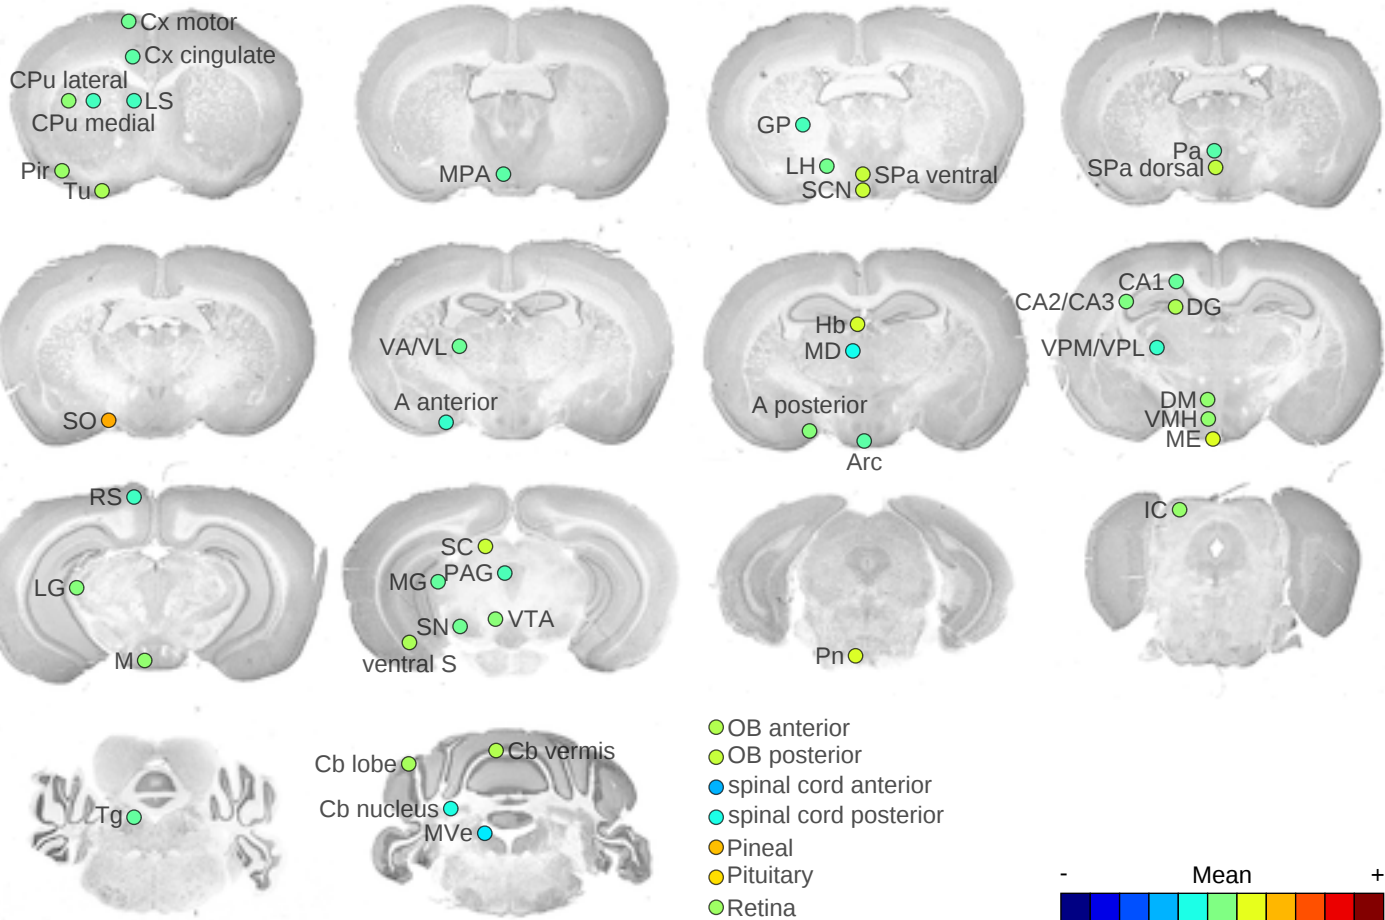 Cx motor
Cx cingulate
CPu lateral
LS
CPu medial
Pir
Tu
MPA
GP
LH
SPa ventral
SCN
Pa
SPa dorsal
SO
VA/VL
A anterior
Hb
MD
A posterior
Arc
CA1
CA2/CA3
DG
VPM/VPL
DM
VMH
ME
RS
LG
M
SC
PAG
MG
VTA
SN
ventral S
Pn
IC
Tg
Cb vermis
Cb lobe
Cb nucleus
MVe
OB anterior
OB posterior
spinal cord anterior
spinal cord posterior
Pineal
Pituitary
Retina
- Mean +